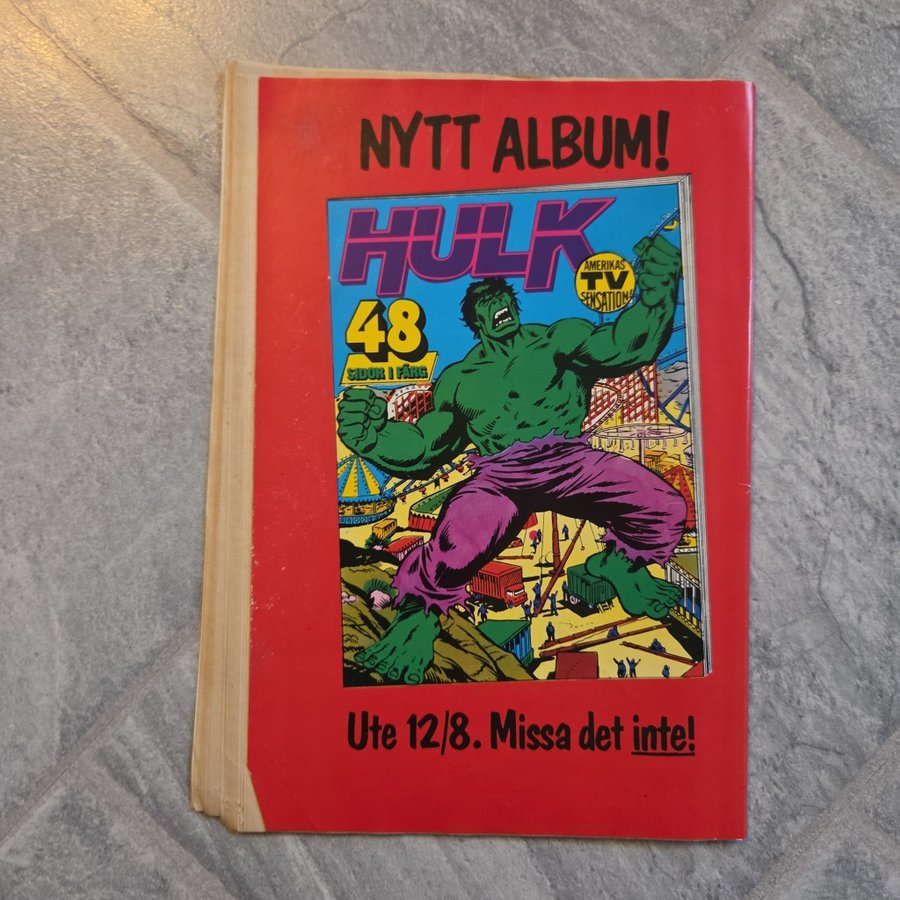 NYTT ALBUM!
HULK
AMERIKAS
TV
SENSATION!
48
SIDOR I FÄRG
Ute 12/8. Missa det inte!